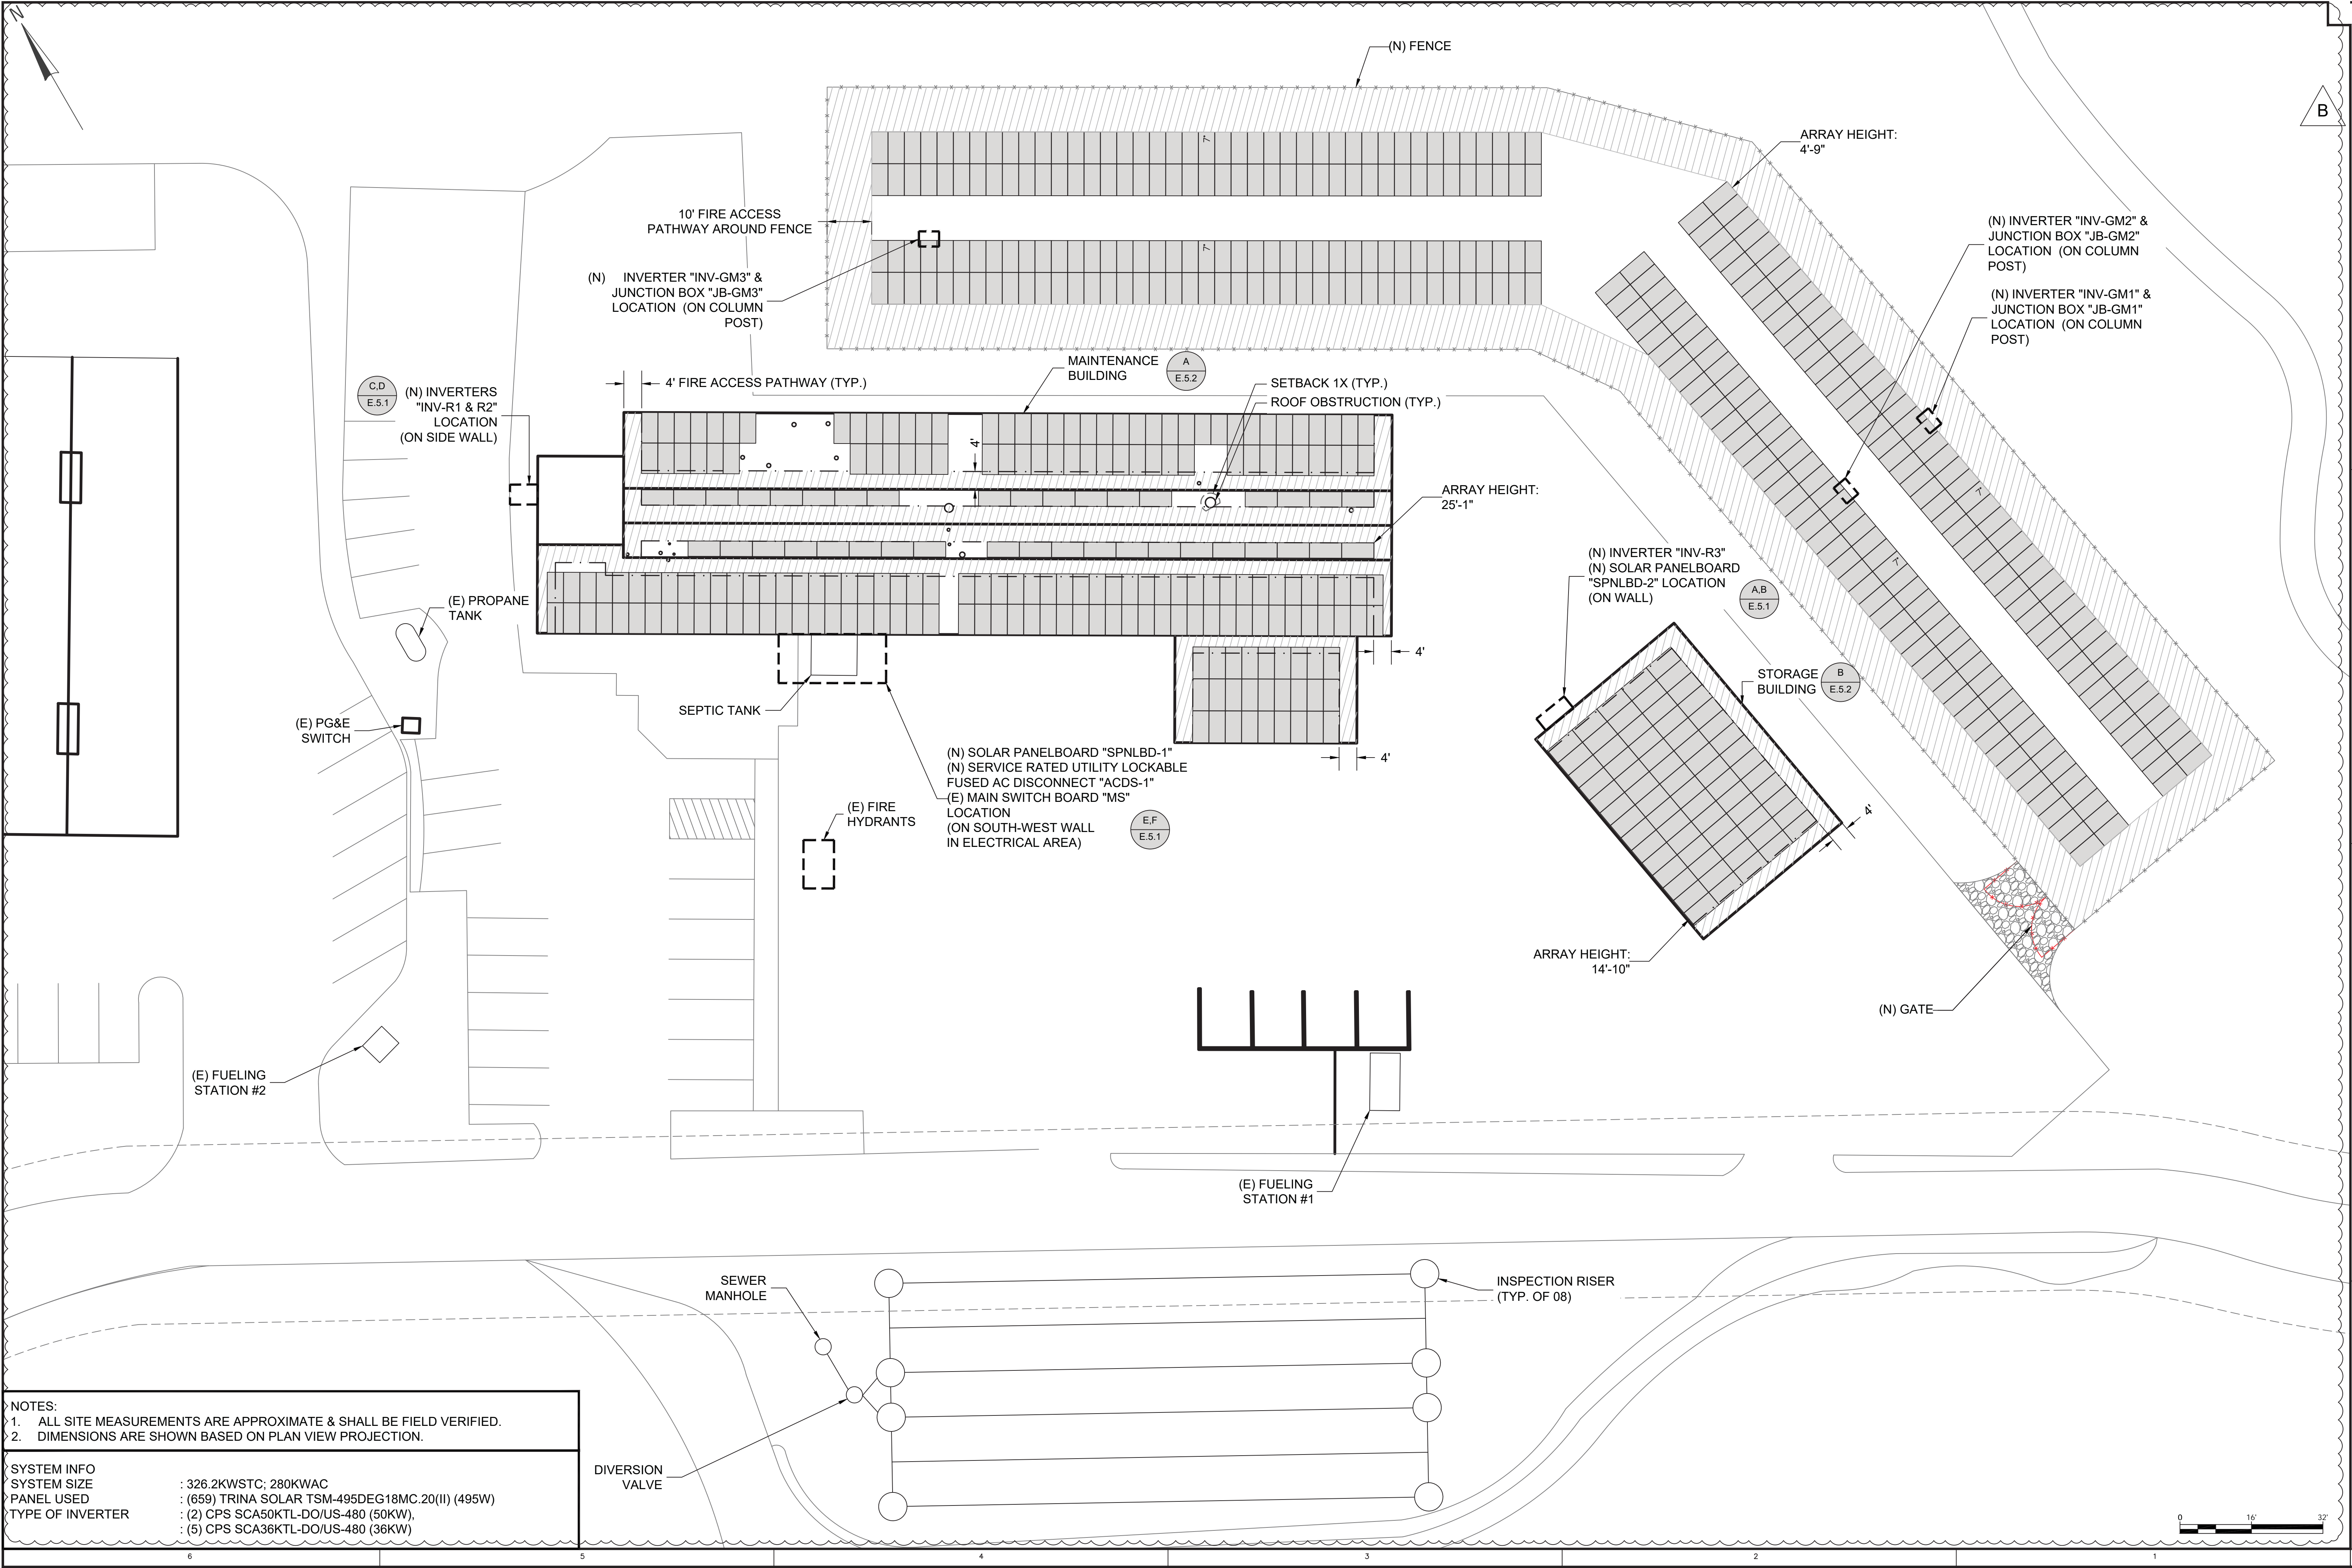 N
(N) FENCE
B
ARRAY HEIGHT:
4'-9"
7'
10' FIRE ACCESS
PATHWAY AROUND FENCE
(N) INVERTER "INV-GM2" &
JUNCTION BOX "JB-GM2"
LOCATION (ON COLUMN
POST)
7'
(N) INVERTER "INV-GM3" &
JUNCTION BOX "JB-GM3"
LOCATION (ON COLUMN
POST)
(N) INVERTER "INV-GM1" &
JUNCTION BOX "JB-GM1"
LOCATION (ON COLUMN
POST)
MAINTENANCE
BUILDING
A
E.5.2
4' FIRE ACCESS PATHWAY (TYP.)
SETBACK 1X (TYP.)
ROOF OBSTRUCTION (TYP.)
C,D
E.5.1
(N) INVERTERS
"INV-R1 & R2"
LOCATION
(ON SIDE WALL)
4'
ARRAY HEIGHT:
25'-1"
7'
7'
(N) INVERTER "INV-R3"
(N) SOLAR PANELBOARD
"SPNLBD-2" LOCATION
(ON WALL)
A,B
E.5.1
(E) PROPANE
TANK
4'
STORAGE
BUILDING
B
E.5.2
SEPTIC TANK
(E) PG&E
SWITCH
4'
(N) SOLAR PANELBOARD "SPNLBD-1"
(N) SERVICE RATED UTILITY LOCKABLE
FUSED AC DISCONNECT "ACDS-1"
(E) MAIN SWITCH BOARD "MS"
LOCATION
(ON SOUTH-WEST WALL
IN ELECTRICAL AREA)
E,F
E.5.1
(E) FIRE
HYDRANTS
4'
ARRAY HEIGHT:
14'-10"
(N) GATE
(E) FUELING
STATION #2
(E) FUELING
STATION #1
SEWER
MANHOLE
INSPECTION RISER
(TYP. OF 08)
DIVERSION
VALVE
NOTES:
1. ALL SITE MEASUREMENTS ARE APPROXIMATE & SHALL BE FIELD VERIFIED.
2. DIMENSIONS ARE SHOWN BASED ON PLAN VIEW PROJECTION.
SYSTEM INFO
SYSTEM SIZE : 326.2KWSTC; 280KWAC
PANEL USED : (659) TRINA SOLAR TSM-495DEG18MC.20(II) (495W)
TYPE OF INVERTER : (2) CPS SCA50KTL-DO/US-480 (50KW),
: (5) CPS SCA36KTL-DO/US-480 (36KW)
0 16' 32'
6 5 4 3 2 1